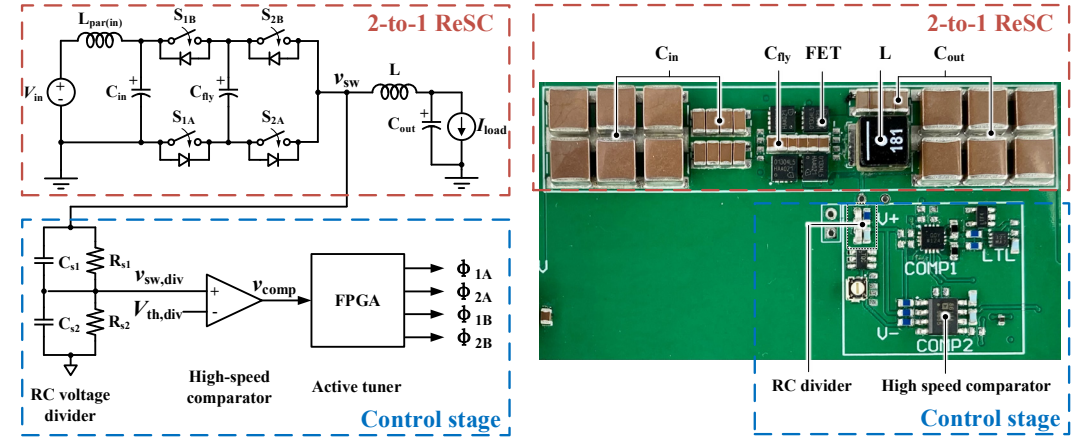 2-to-1 ReSC
L_par(in)
S_1B
S_2B
V_in
C_in
C_fly
v_sw
L
S_1A
S_2A
C_out
I_load
C_s1
R_s1
v_sw,div
V_th,div
C_s2
R_s2
+
-
v_comp
FPGA
Φ_1A
Φ_2A
Φ_1B
Φ_2B
RC voltage
divider
High-speed
comparator
Active tuner
Control stage
2-to-1 ReSC
C_in
C_fly
FET
L
C_out
181
V+
COMP1
LTL
V-
COMP2
RC divider
High speed comparator
Control stage